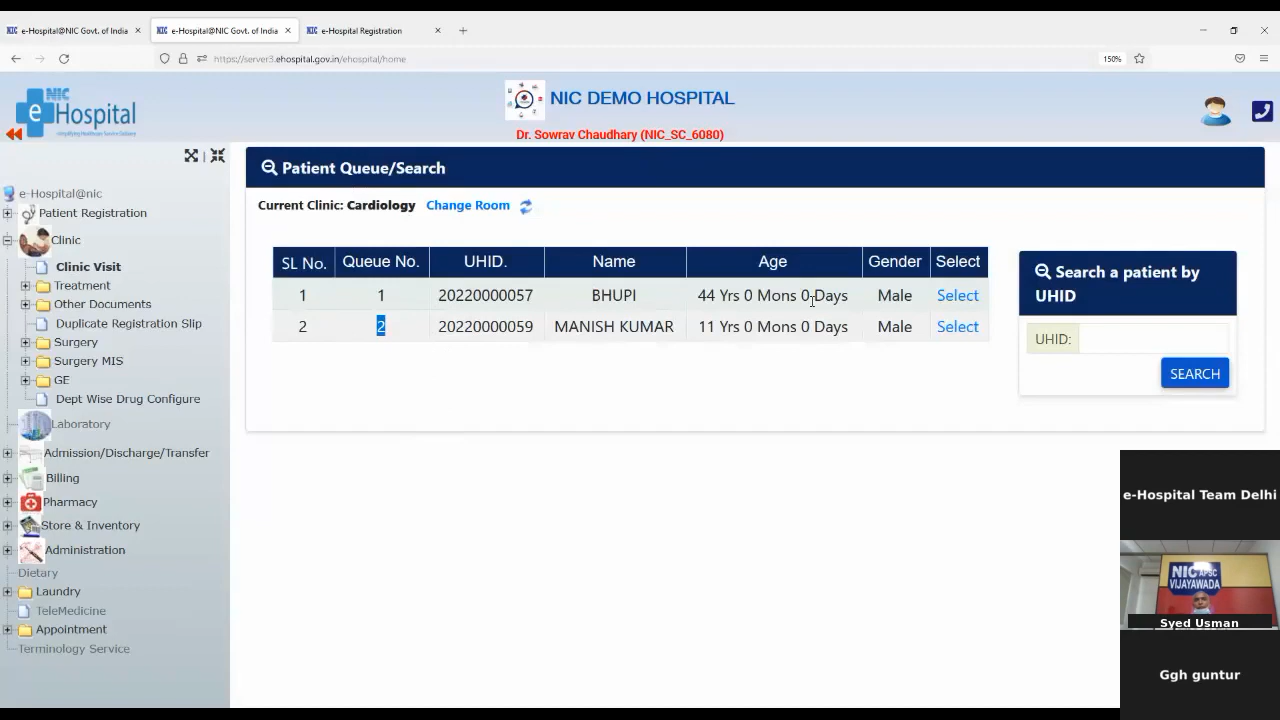 e-Hospital@NIC Govt. of India
e-Hospital@NIC Govt. of India
e-Hospital Registration
https://server3.ehospital.gov.in/ehospital/home
150%
NIC
eHospital
NIC DEMO HOSPITAL
Dr. Sowrav Chaudhary (NIC_SC_6080)
e-Hospital@nic
Patient Registration
Clinic
Clinic Visit
Treatment
Other Documents
Duplicate Registration Slip
Surgery
Surgery MIS
GE
Dept Wise Drug Configure
Laboratory
Admission/Discharge/Transfer
Billing
Pharmacy
Store & Inventory
Administration
Dietary
Laundry
TeleMedicine
Appointment
Terminology Service
Patient Queue/Search
Current Clinic: Cardiology Change Room
SL No. Queue No. UHID. Name Age Gender Select
1 1 20220000057 BHUPI 44 Yrs 0 Mons 0 Days Male Select
2 2 20220000059 MANISH KUMAR 11 Yrs 0 Mons 0 Days Male Select
Search a patient by
UHID
UHID:
SEARCH
e-Hospital Team Delhi
NIC APSC
VIJAYAWADA
Syed Usman
Ggh guntur